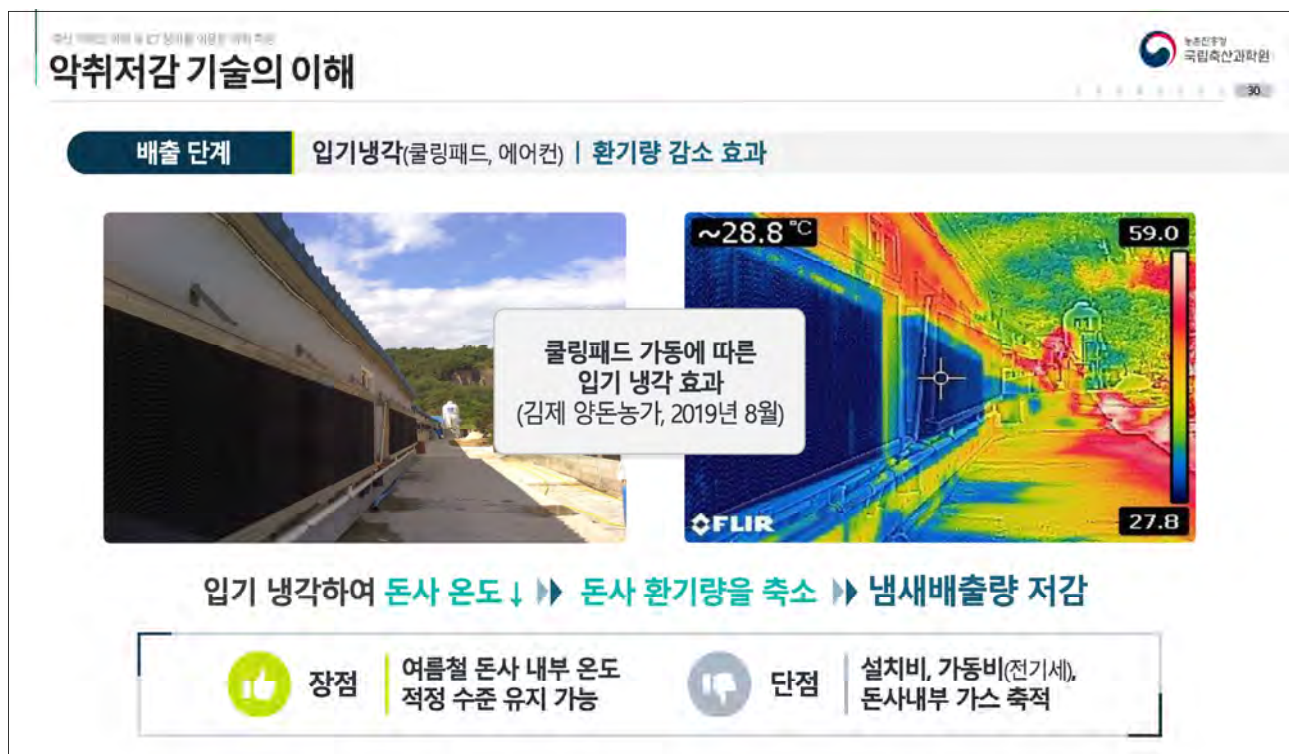 악취저감 기술의 이해
농촌진흥청
국립축산과학원
30
배출 단계
입기냉각(쿨링패드, 에어컨) | 환기량 감소 효과
~28.8 °C
59.0
쿨링패드 가동에 따른
입기 냉각 효과
(김제 양돈농가, 2019년 8월)
FLIR
27.8
입기 냉각하여 돈사 온도↓ 돈사 환기량을 축소 냄새배출량 저감
장점
여름철 돈사 내부 온도
적정 수준 유지 가능
단점
설치비, 가동비(전기세),
돈사내부 가스 축적